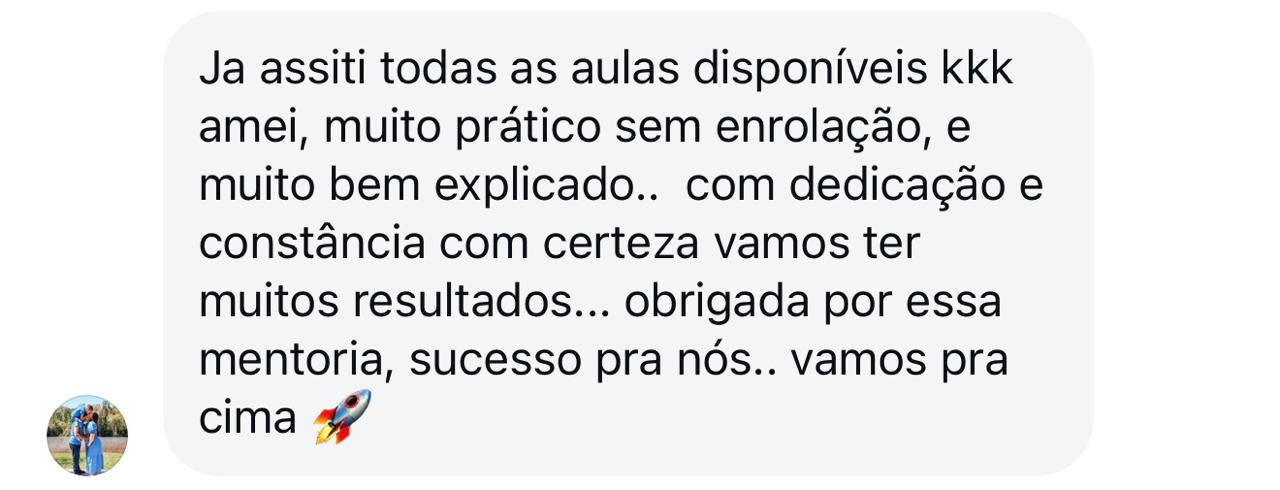 Ja assiti todas as aulas disponíveis kkk
amei, muito prático sem enrolação, e
muito bem explicado..  com dedicação e
constância com certeza vamos ter
muitos resultados... obrigada por essa
mentoria, sucesso pra nós.. vamos pra
cima 🚀